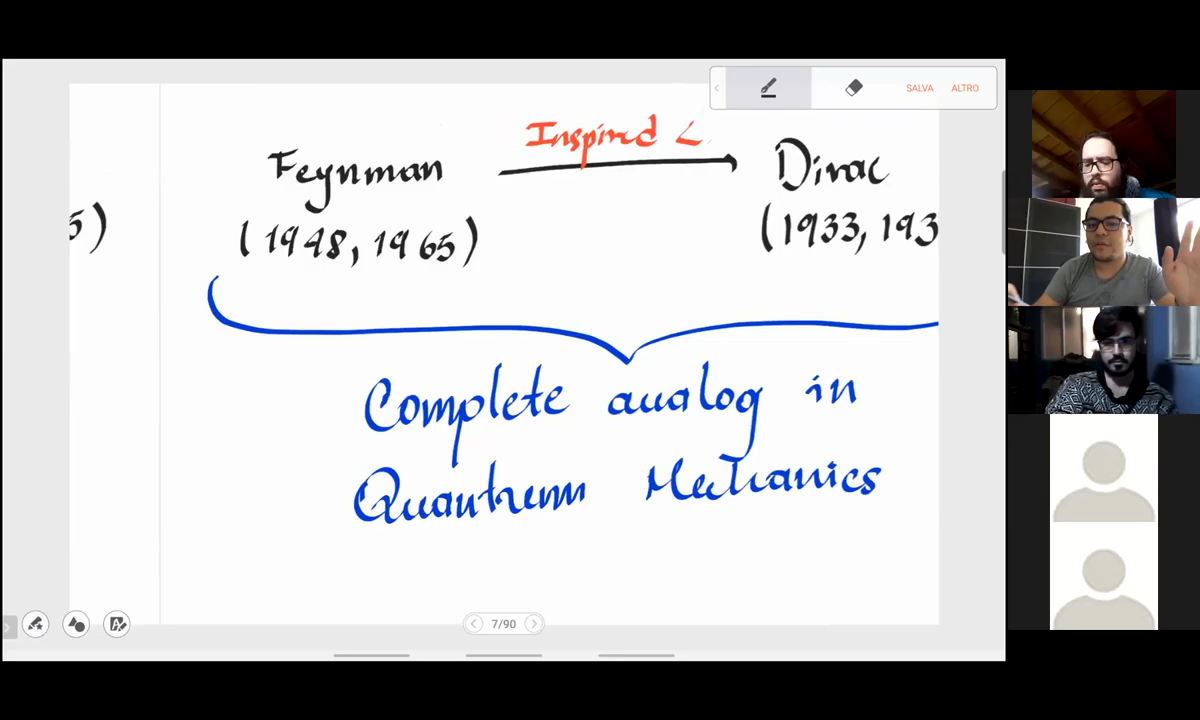 SALVA ALTRO
Inspired
Feynman Dirac
5) (1948, 1965) (1933, 193
Complete analog in
Quantum Mechanics
7/90